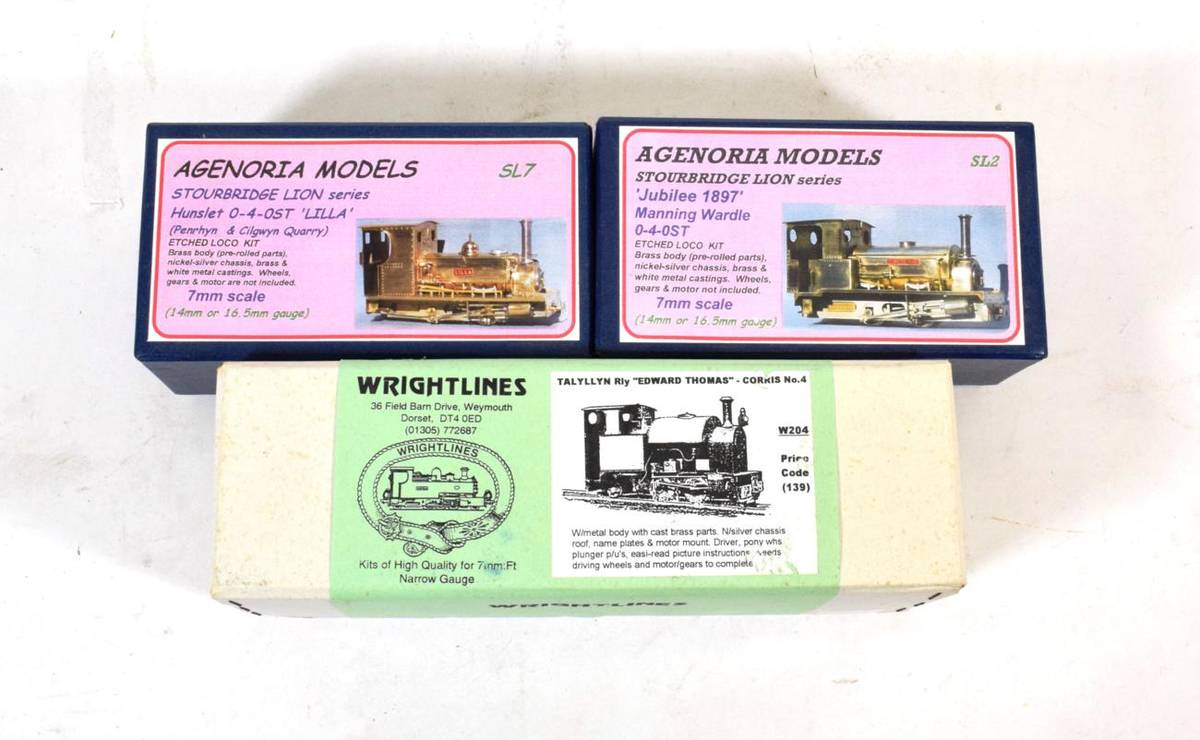 AGENORIA MODELS SL7
STOURBRIDGE LION series
Hunslet 0-4-0ST 'LILLA'
(Penrhyn & Cilgwyn Quarry)
ETCHED LOCO KIT
Brass body (pre-rolled parts),
nickel-silver chassis, brass &
white metal castings. Wheels,
gears & motor are not included.
7mm scale
(14mm or 16.5mm gauge)
AGENORIA MODELS SL2
STOURBRIDGE LION series
'Jubilee 1897'
Manning Wardle
0-4-0ST
ETCHED LOCO KIT
Brass body (pre-rolled parts),
nickel-silver chassis, brass &
white metal castings. Wheels,
gears & motor not included.
7mm scale
(14mm or 16.5mm gauge)
WRIGHTLINES
36 Field Barn Drive, Weymouth
Dorset, DT4 0ED
(01305) 772687
WRIGHTLINES
Kits of High Quality for 7mm:Ft
Narrow Gauge
TALYLLYN Rly "EDWARD THOMAS" - CORRIS No.4
W204
Price
Code
(139)
W/metal body with cast brass parts. N/silver chassis
roof, name plates & motor mount. Driver, pony whs
plunger p/u's, easi-read picture instructions
driving wheels and motor/gears to complete
WRIGHTLINES